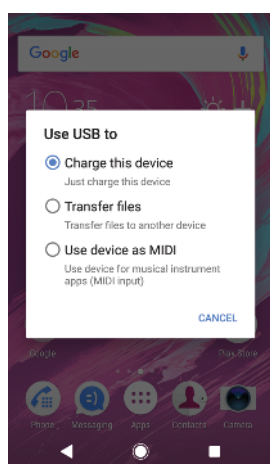 Google
10 35
Use USB to
Charge this device
Just charge this device
Transfer files
Transfer files to another device
Use device as MIDI
Use device for musical instrument
apps (MIDI input)
CANCEL
Google
Play Store
Phone
Messaging
Apps
Contacts
Camera